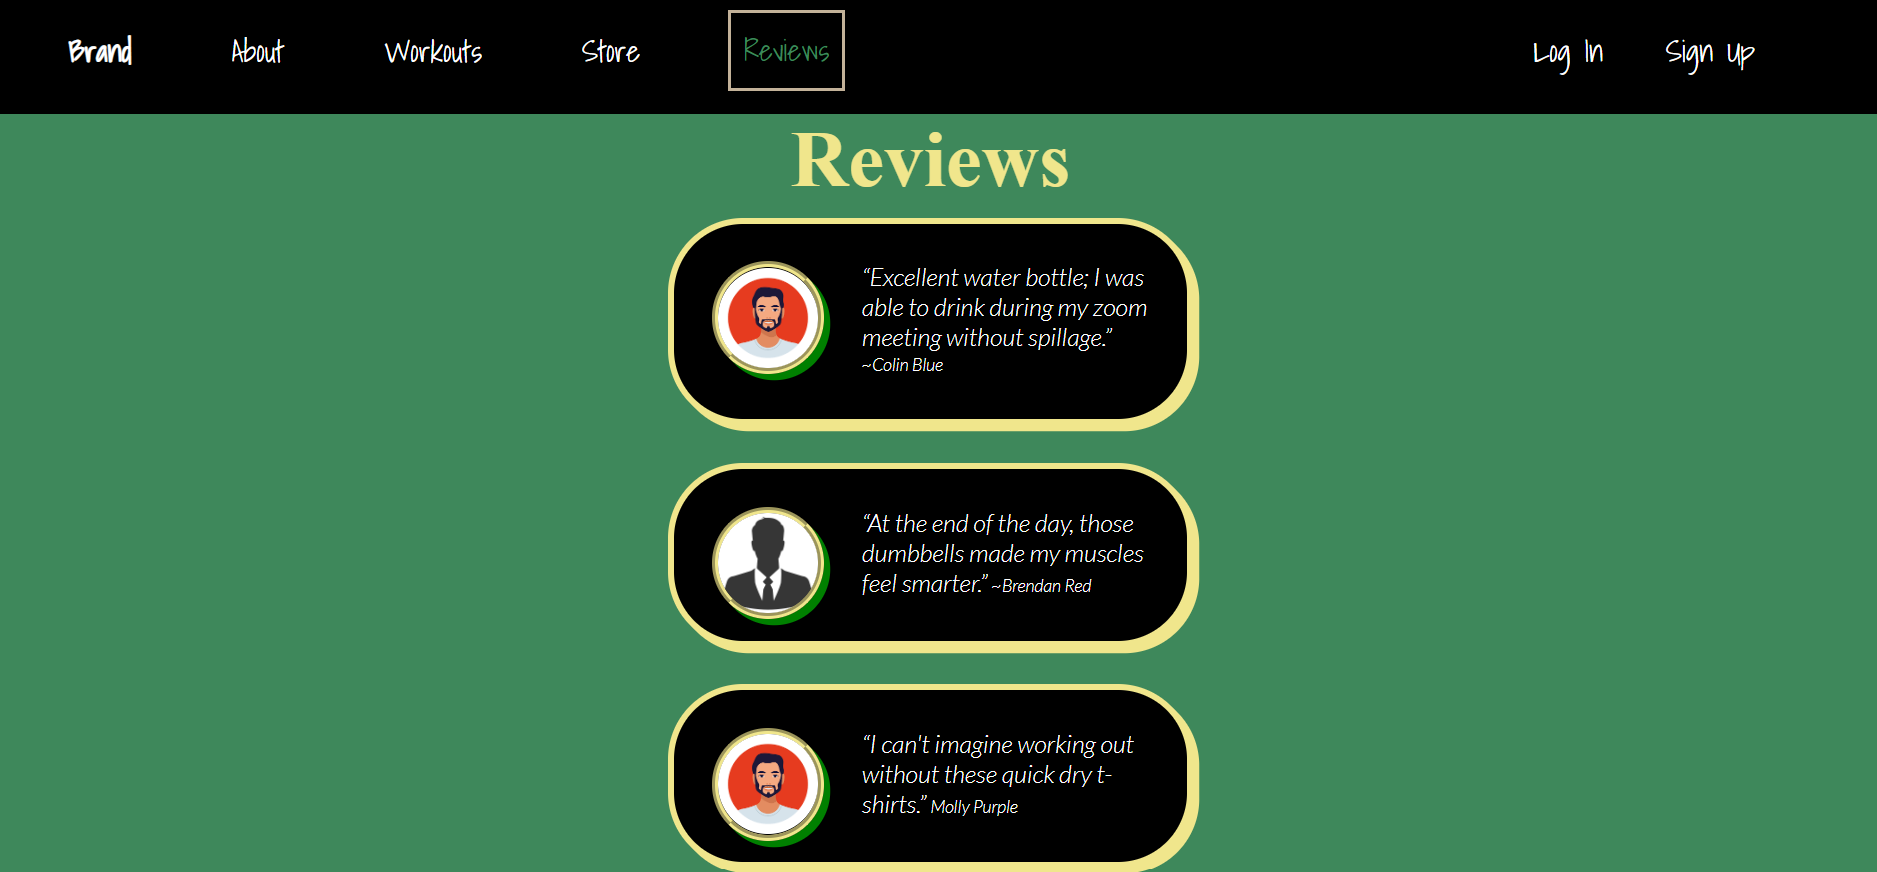 Brand About Workouts Store Reviews Log In Sign Up
Reviews
“Excellent water bottle; I was
able to drink during my zoom
meeting without spillage.”
~Colin Blue
“At the end of the day, those
dumbbells made my muscles
feel smarter.” ~Brendan Red
“I can't imagine working out
without these quick dry t-
shirts.” Molly Purple